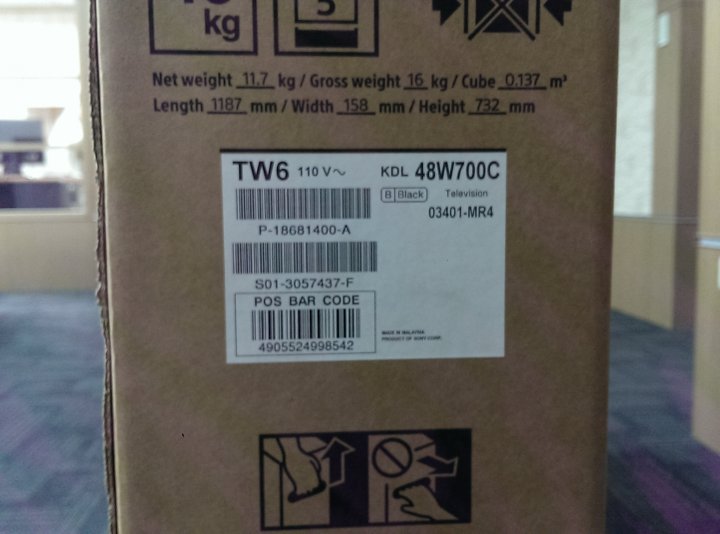 kg
5
Net weight 11.7 kg / Gross weight 16 kg / Cube 0.137 m³
Length 1187 mm / Width 158 mm / Height 732 mm
TW6 110 V～ KDL 48W700C
B Black Television
03401-MR4
P-18681400-A
S01-3057437-F
POS BAR CODE
4905524998542
MADE IN MALAYSIA
PRODUCT OF SONY CORP.